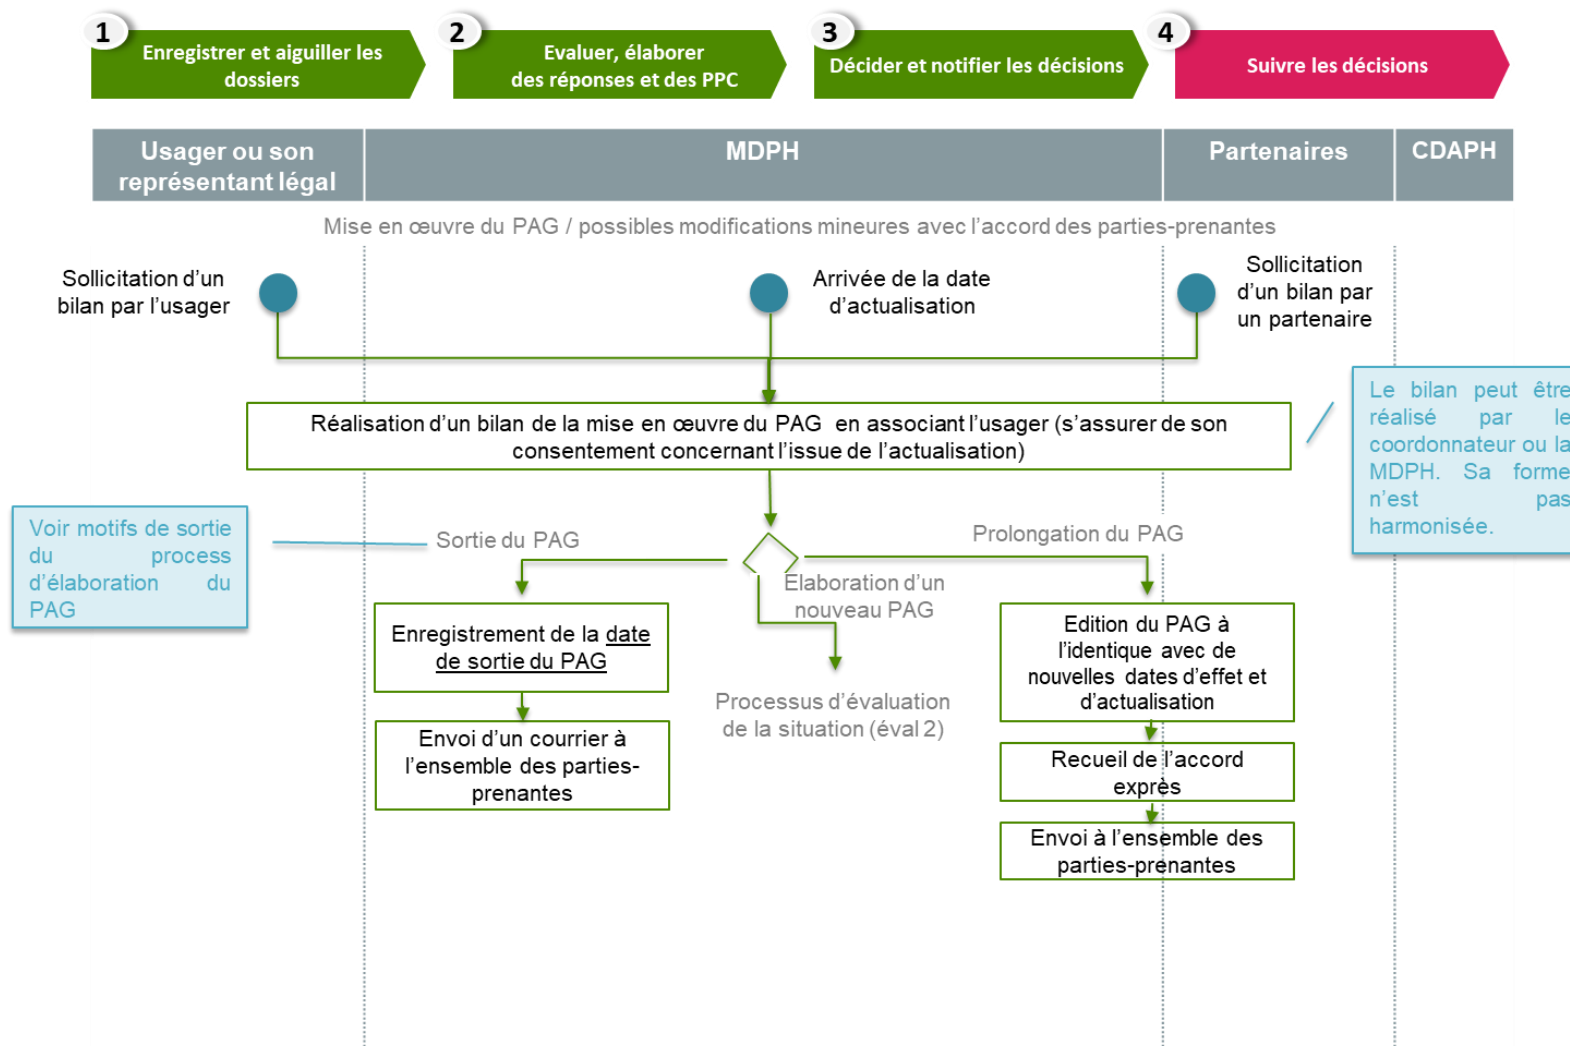 1
Enregistrer et aiguiller les
dossiers
2
Evaluer, élaborer
des réponses et des PPC
3
Décider et notifier les décisions
4
Suivre les décisions
Usager ou son
représentant légal
MDPH
Partenaires
CDAPH
Mise en œuvre du PAG / possibles modifications mineures avec l’accord des parties-prenantes
Sollicitation d’un
bilan par l’usager
Arrivée de la date
d’actualisation
Sollicitation
d’un bilan par
un partenaire
Le bilan peut être
réalisé par le
coordonnateur ou la
MDPH. Sa forme
n’est pas
harmonisée.
Réalisation d’un bilan de la mise en œuvre du PAG en associant l’usager (s’assurer de son
consentement concernant l’issue de l’actualisation)
Voir motifs de sortie
du process
d’élaboration du
PAG
Sortie du PAG
Prolongation du PAG
Elaboration d’un
nouveau PAG
Enregistrement de la date
de sortie du PAG
Envoi d’un courrier à
l’ensemble des parties-
prenantes
Processus d’évaluation
de la situation (éval 2)
Edition du PAG à
l’identique avec de
nouvelles dates d’effet et
d’actualisation
Recueil de l’accord
exprès
Envoi à l’ensemble des
parties-prenantes